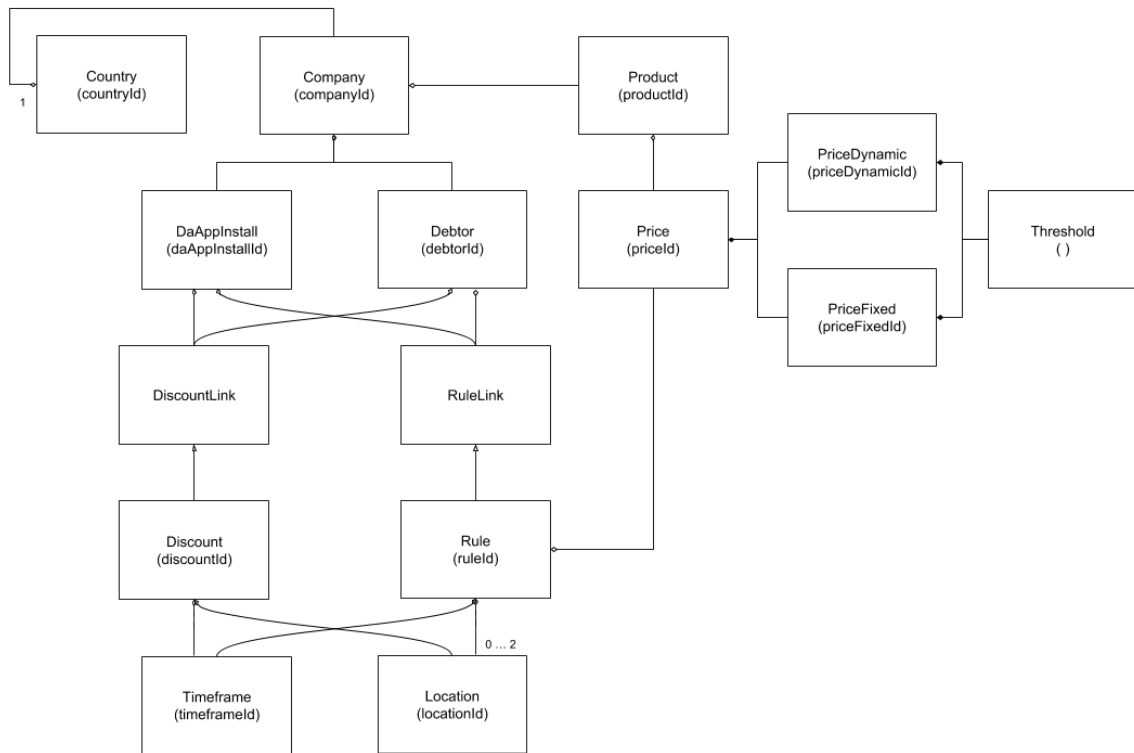 Country
(countryId)
1
Company
(companyId)
Product
(productId)
PriceDynamic
(priceDynamicId)
DaAppInstall
(daAppInstallId)
Debtor
(debtorId)
Price
(priceId)
Threshold
( )
PriceFixed
(priceFixedId)
DiscountLink
RuleLink
Discount
(discountId)
Rule
(ruleId)
0 ... 2
Timeframe
(timeframeId)
Location
(locationId)